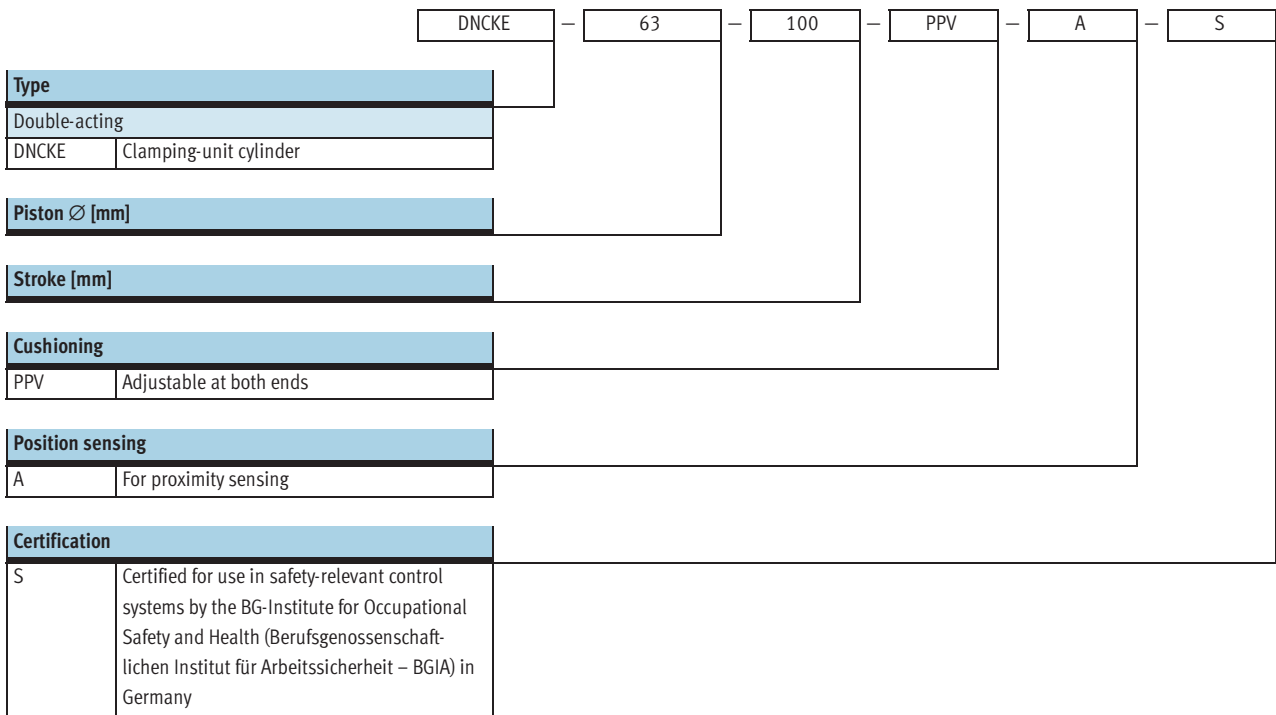 DNCKE – 63 – 100 – PPV – A – S
Type
Double-acting
DNCKE Clamping-unit cylinder
Piston ∅ [mm]
Stroke [mm]
Cushioning
PPV Adjustable at both ends
Position sensing
A For proximity sensing
Certification
S Certified for use in safety-relevant control
systems by the BG-Institute for Occupational
Safety and Health (Berufsgenossenschaft-
lichen Institut für Arbeitssicherheit – BGIA) in
Germany